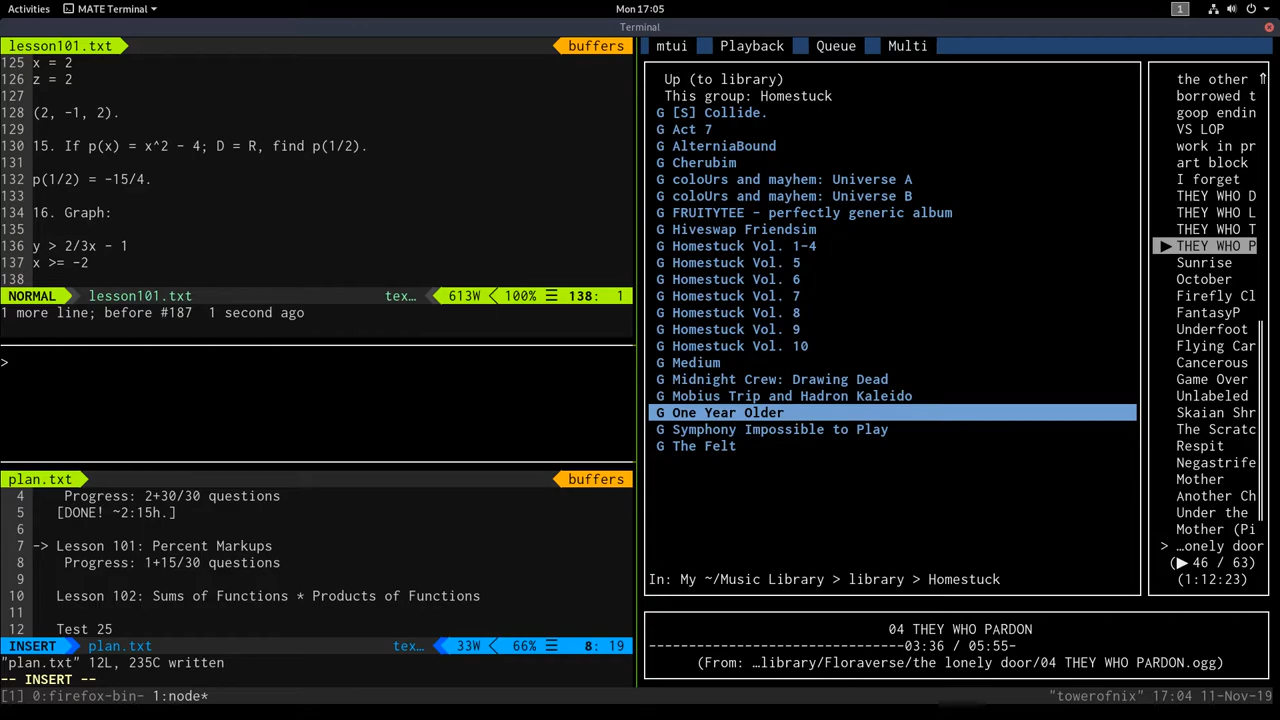 Activities MATE Terminal Mon 17:05 1
Terminal
lesson101.txt buffers
125 x = 2
126 z = 2
127
128 (2, -1, 2).
129
130 15. If p(x) = x^2 - 4; D = R, find p(1/2).
131
132 p(1/2) = -15/4.
133
134 16. Graph:
135
136 y > 2/3x - 1
137 x >= -2
138
NORMAL lesson101.txt tex… 613W 100% ☰ 138: 1
1 more line; before #187 1 second ago
>
plan.txt buffers
4 Progress: 2+30/30 questions
5 [DONE! ~2:15h.]
6
7 -> Lesson 101: Percent Markups
8 Progress: 1+15/30 questions
9
10 Lesson 102: Sums of Functions * Products of Functions
11
12 Test 25
INSERT plan.txt tex… 33W 66% ☰ 8: 19
"plan.txt" 12L, 235C written
-- INSERT --
mtui Playback Queue Multi
Up (to library)
This group: Homestuck
G [S] Collide.
G Act 7
G AlterniaBound
G Cherubim
G coloUrs and mayhem: Universe A
G coloUrs and mayhem: Universe B
G FRUITYTEE - perfectly generic album
G Hiveswap Friendsim
G Homestuck Vol. 1-4
G Homestuck Vol. 5
G Homestuck Vol. 6
G Homestuck Vol. 7
G Homestuck Vol. 8
G Homestuck Vol. 9
G Homestuck Vol. 10
G Medium
G Midnight Crew: Drawing Dead
G Mobius Trip and Hadron Kaleido
G One Year Older
G Symphony Impossible to Play
G The Felt
In: My ~/Music Library > library > Homestuck
the other ⇑
borrowed t
goop endin
VS LOP
work in pr
art block
I forget
THEY WHO D
THEY WHO L
THEY WHO T
▶ THEY WHO P
Sunrise
October
Firefly Cl
FantasyP
Underfoot
Flying Car
Cancerous
Game Over
Unlabeled
Skaian Shr
The Scratc
Respit
Negastrife
Mother
Another Ch
Under the
Mother (Pi
> …onely door
(▶ 46 / 63)
(1:12:23)
04 THEY WHO PARDON
--------------------------------03:36 / 05:55-
(From: …library/Floraverse/the lonely door/04 THEY WHO PARDON.ogg)
[1] 0:firefox-bin- 1:node* "towerofnix" 17:04 11-Nov-19